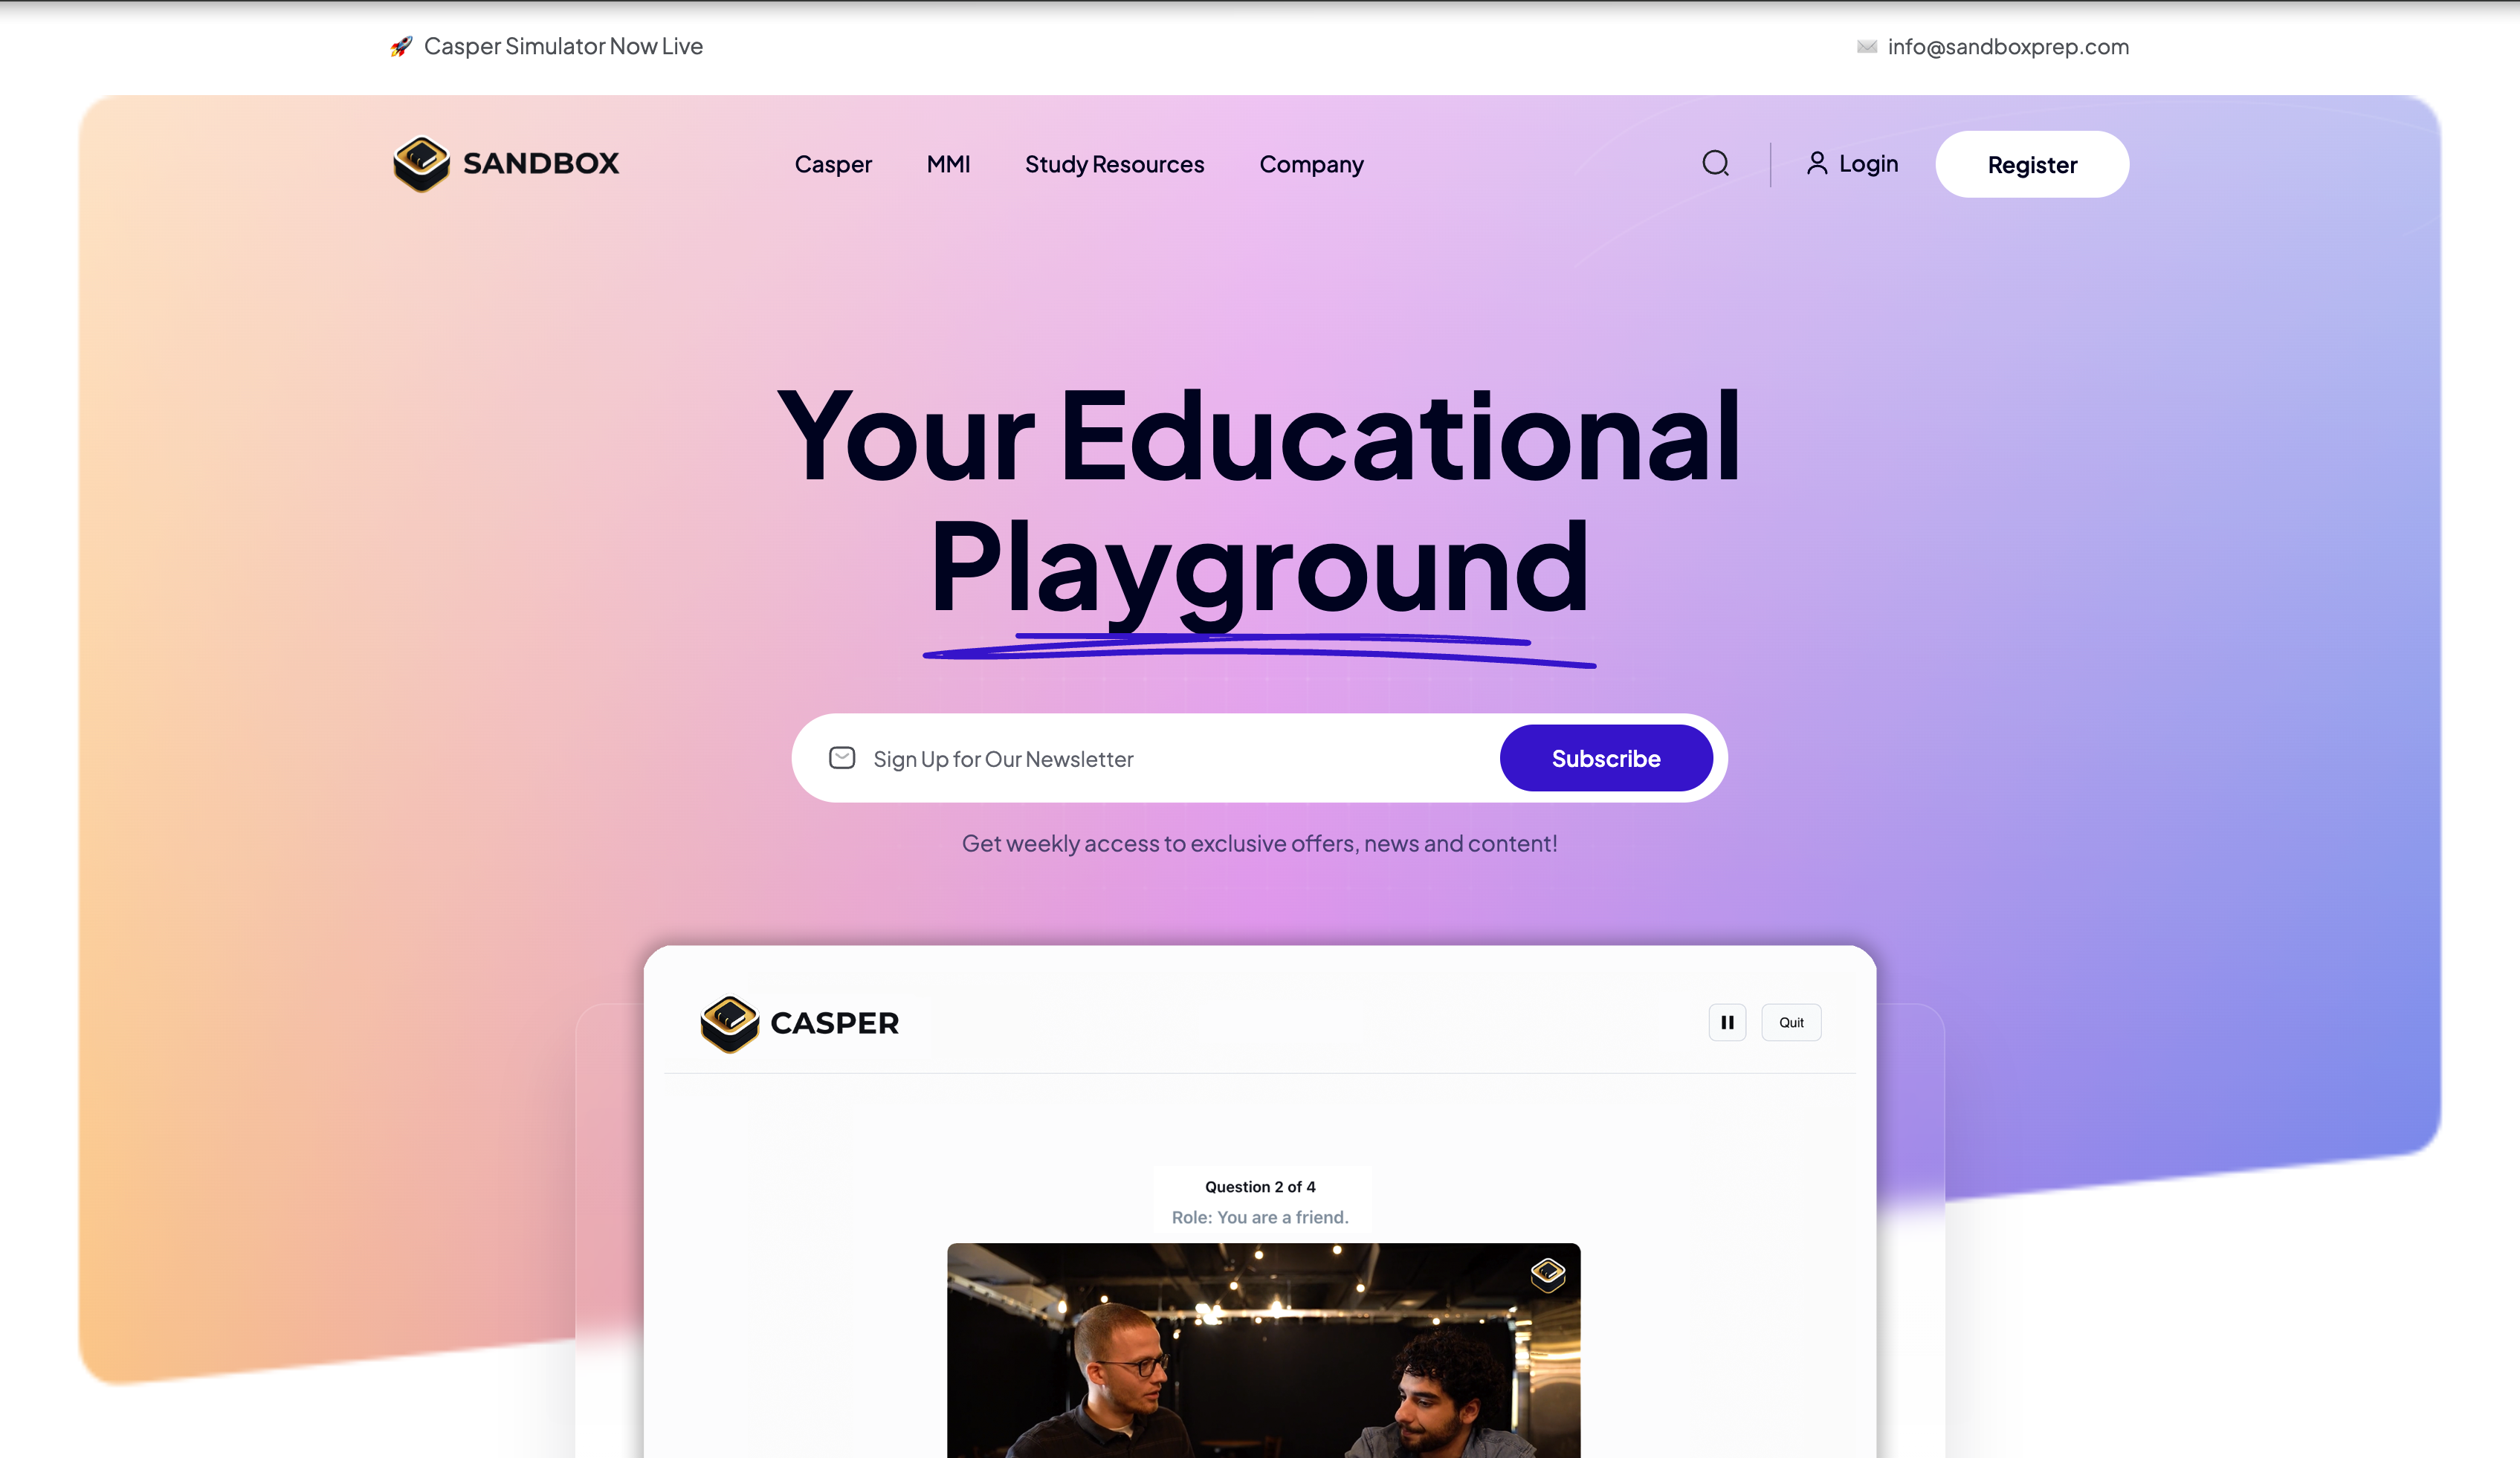 🚀 Casper Simulator Now Live
info@sandboxprep.com
SANDBOX
Casper
MMI
Study Resources
Company
Login
Register
Your Educational
Playground
Sign Up for Our Newsletter
Subscribe
Get weekly access to exclusive offers, news and content!
CASPER
Quit
Question 2 of 4
Role: You are a friend.